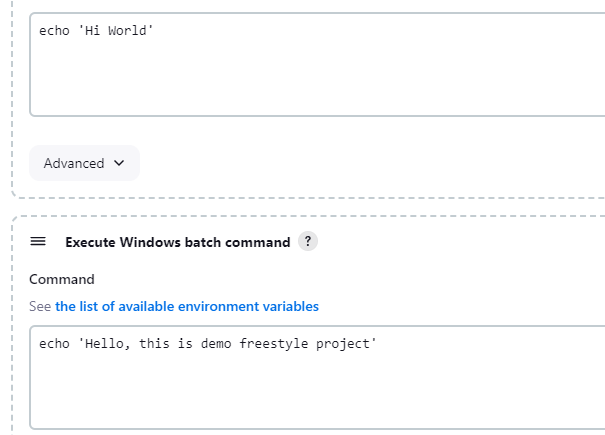 echo 'Hi World'
Advanced
Execute Windows batch command ?
Command
See the list of available environment variables
echo 'Hello, this is demo freestyle project'